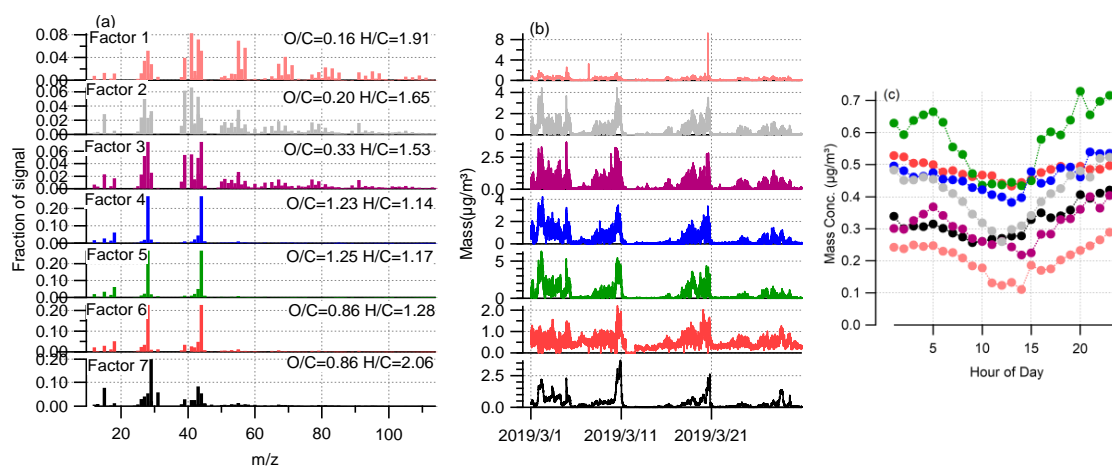 (a)
0.08
0.04
0.00
Factor 1
O/C=0.16 H/C=1.91
0.06
0.04
0.02
0.00
Factor 2
O/C=0.20 H/C=1.65
0.06
0.04
0.02
0.00
Factor 3
O/C=0.33 H/C=1.53
0.20
0.10
0.00
Factor 4
O/C=1.23 H/C=1.14
0.20
0.10
0.00
Factor 5
O/C=1.25 H/C=1.17
0.20
0.10
0.00
Factor 6
O/C=0.86 H/C=1.28
0.20
0.10
0.00
Factor 7
O/C=0.86 H/C=2.06
Fraction of signal
20 40 60 80 100
m/z
(b)
8
4
0
4
2
0
2.5
0.0
4
2
0
5
0
2.0
1.0
0.0
2.5
0.0
Mass(µg/m³)
2019/3/1 2019/3/11 2019/3/21
(c)
0.7
0.6
0.5
0.4
0.3
0.2
0.1
0.0
Mass Conc. (µg/m³)
5 10 15 20
Hour of Day